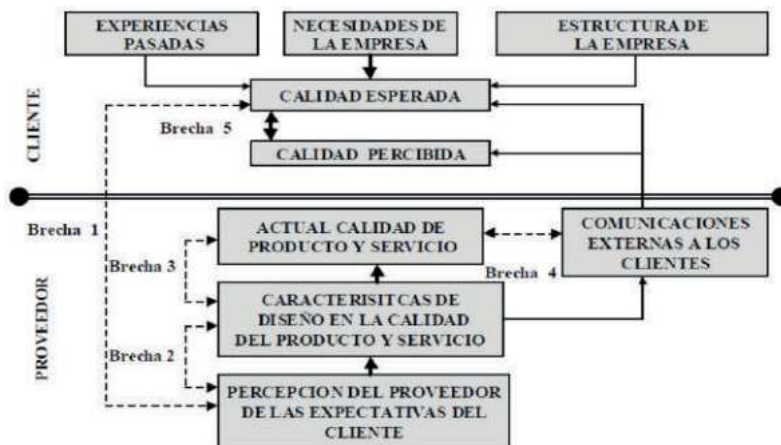 EXPERIENCIAS
PASADAS
NECESIDADES DE
LA EMPRESA
ESTRUCTURA DE
LA EMPRESA
CALIDAD ESPERADA
Brecha 5
CALIDAD PERCIBIDA
CLIENTE
Brecha 1
ACTUAL CALIDAD DE
PRODUCTO Y SERVICIO
COMUNICACIONES
EXTERNAS A LOS
CLIENTES
Brecha 3
Brecha 4
CARACTERISITCAS DE
DISEÑO EN LA CALIDAD
DEL PRODUCTO Y SERVICIO
Brecha 2
PROVEEDOR
PERCEPCION DEL PROVEEDOR
DE LAS EXPECTATIVAS DEL
CLIENTE